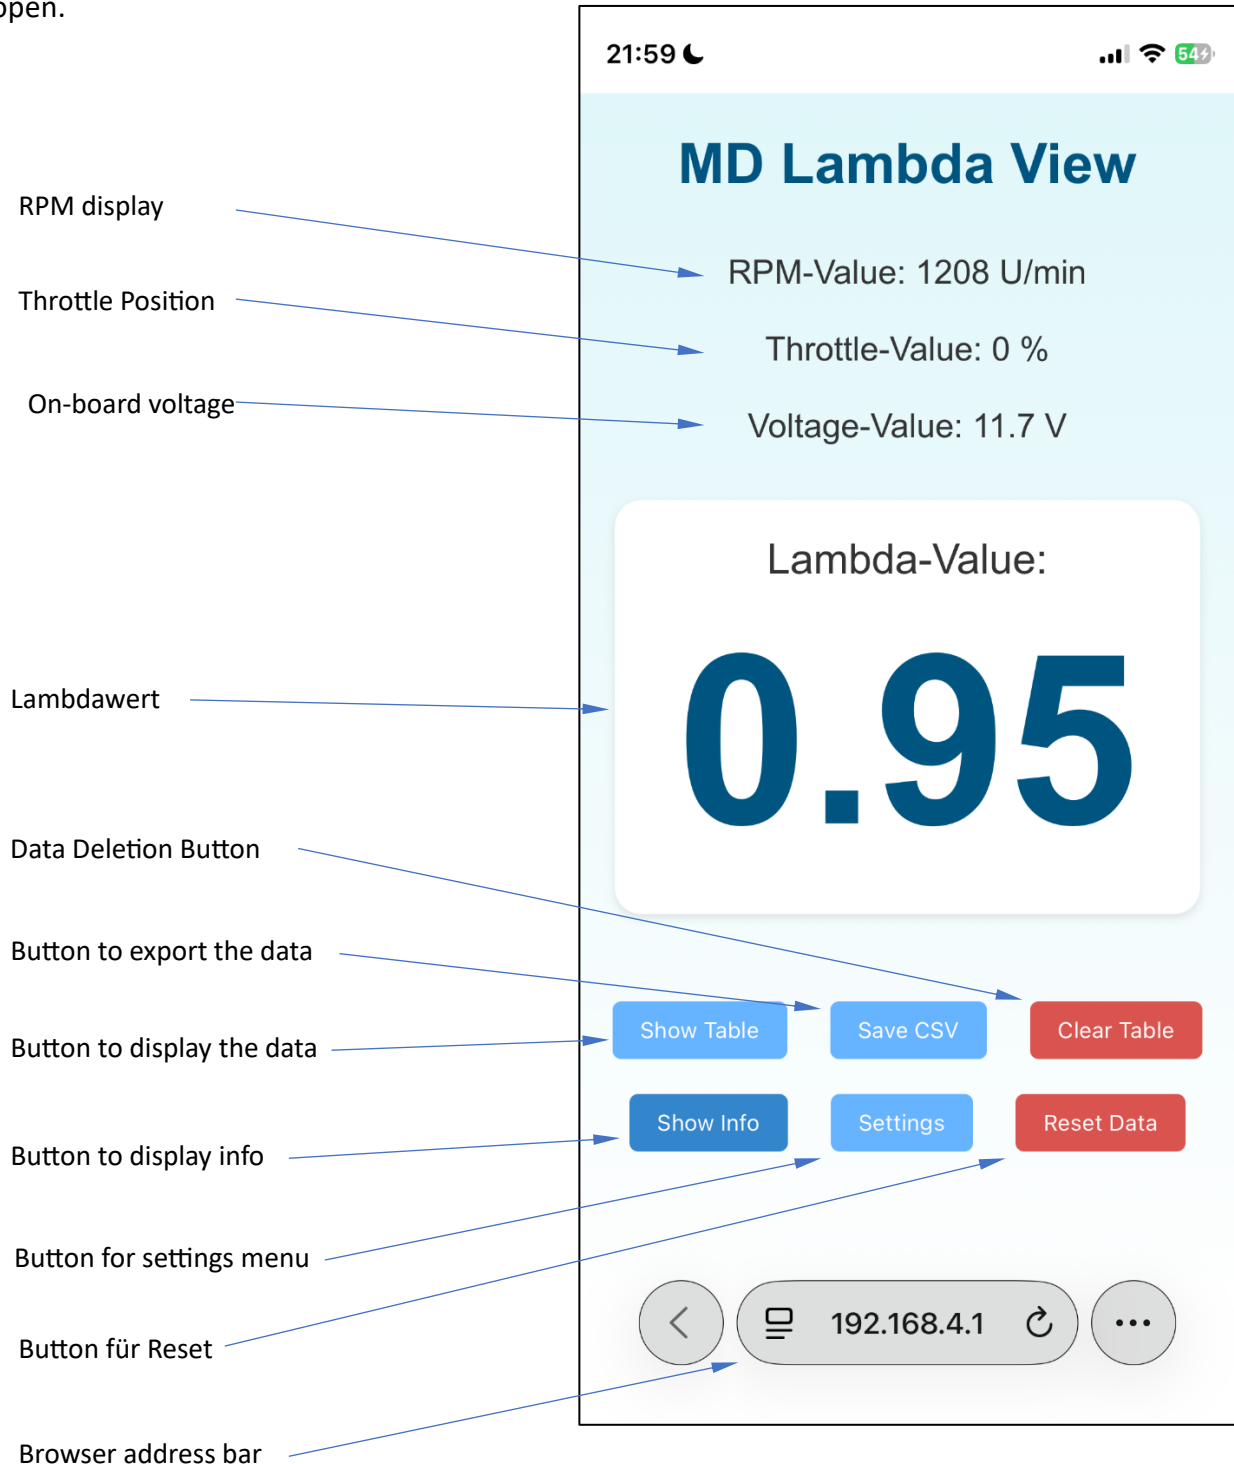 open.
21:59
54
MD Lambda View
RPM display
RPM-Value: 1208 U/min
Throttle Position
Throttle-Value: 0 %
On-board voltage
Voltage-Value: 11.7 V
Lambda-Value:
Lambdawert
0.95
Data Deletion Button
Button to export the data
Show Table
Save CSV
Clear Table
Button to display the data
Show Info
Settings
Reset Data
Button to display info
Button for settings menu
192.168.4.1
Button für Reset
Browser address bar